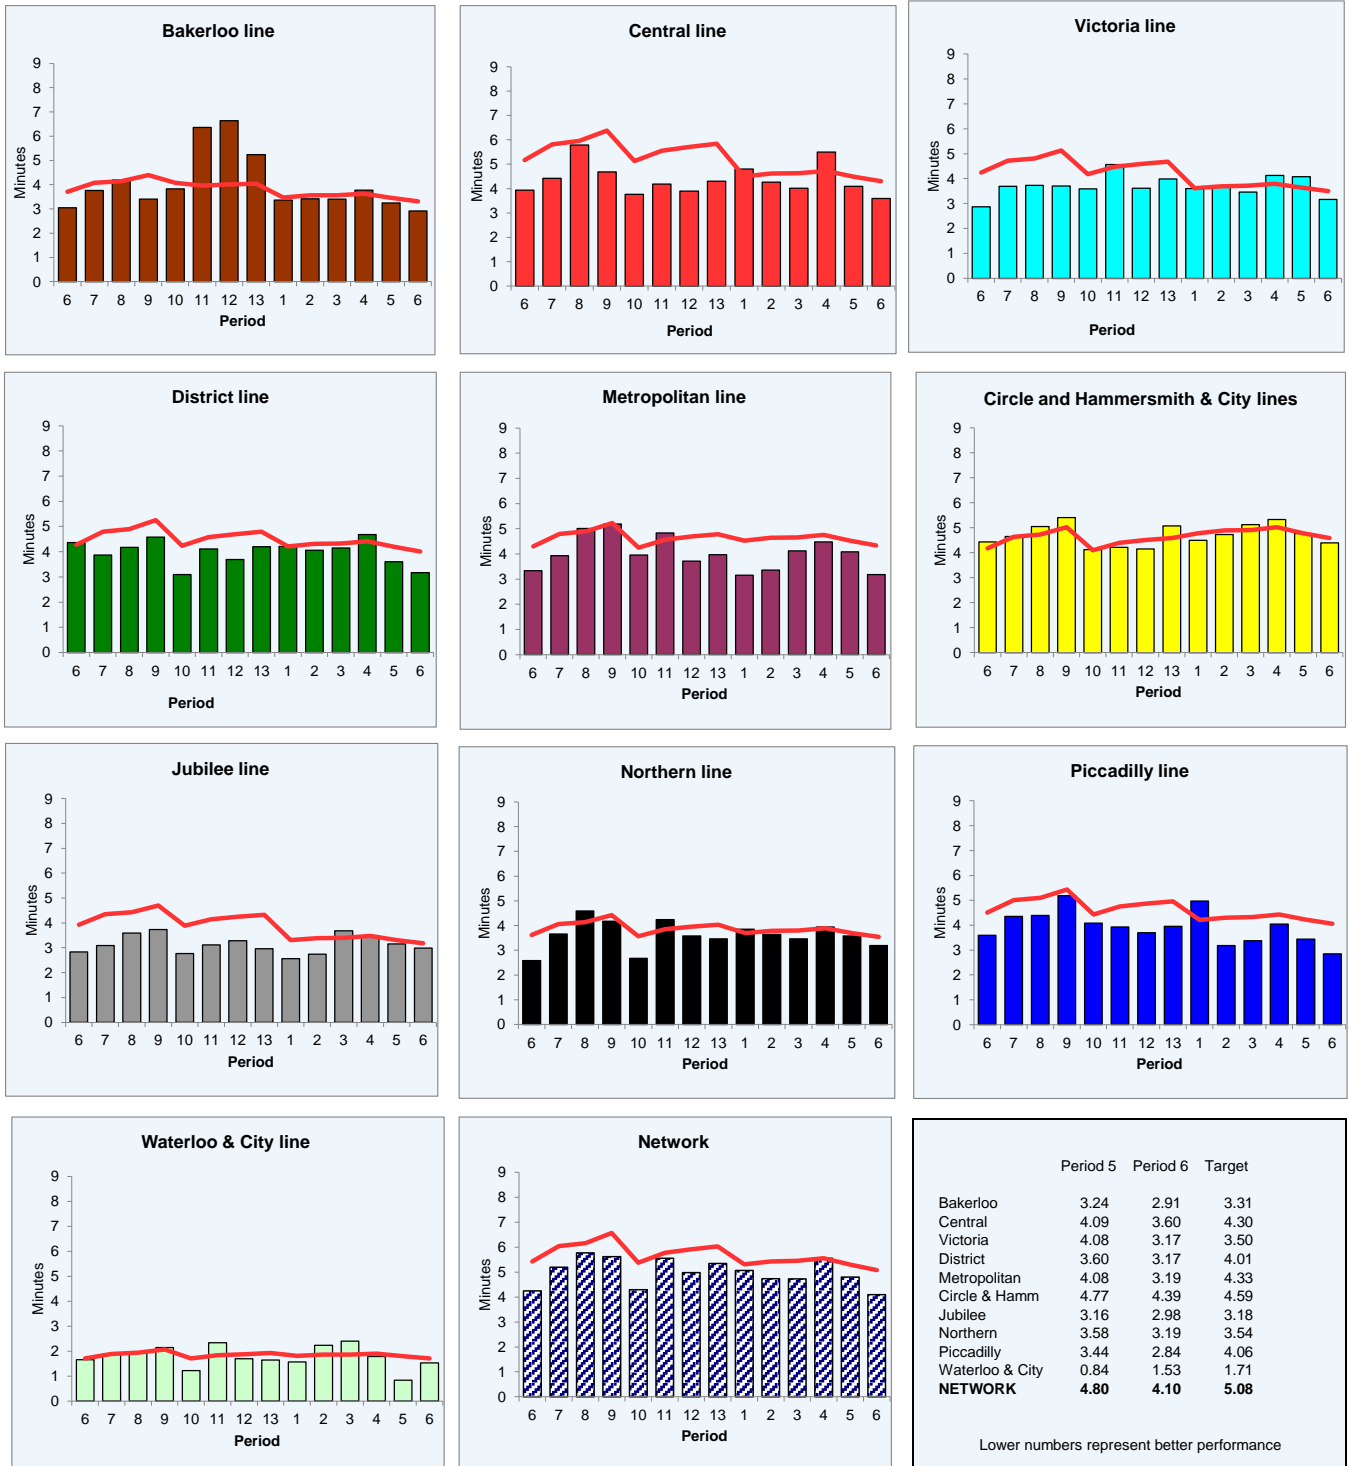 Bakerloo line
9
8
7
6
5
4
3
2
1
0
Minutes
6 7 8 9 10 11 12 13 1 2 3 4 5 6
Period
Central line
9
8
7
6
5
4
3
2
1
0
Minutes
6 7 8 9 10 11 12 13 1 2 3 4 5 6
Period
Victoria line
9
8
7
6
5
4
3
2
1
0
Minutes
6 7 8 9 10 11 12 13 1 2 3 4 5 6
Period
District line
9
8
7
6
5
4
3
2
1
0
Minutes
6 7 8 9 10 11 12 13 1 2 3 4 5 6
Period
Metropolitan line
9
8
7
6
5
4
3
2
1
0
Minutes
6 7 8 9 10 11 12 13 1 2 3 4 5 6
Period
Circle and Hammersmith & City lines
9
8
7
6
5
4
3
2
1
0
Minutes
6 7 8 9 10 11 12 13 1 2 3 4 5 6
Period
Jubilee line
9
8
7
6
5
4
3
2
1
0
Minutes
6 7 8 9 10 11 12 13 1 2 3 4 5 6
Period
Northern line
9
8
7
6
5
4
3
2
1
0
Minutes
6 7 8 9 10 11 12 13 1 2 3 4 5 6
Period
Piccadilly line
9
8
7
6
5
4
3
2
1
0
Minutes
6 7 8 9 10 11 12 13 1 2 3 4 5 6
Period
Waterloo & City line
9
8
7
6
5
4
3
2
1
0
Minutes
6 7 8 9 10 11 12 13 1 2 3 4 5 6
Period
Network
9
8
7
6
5
4
3
2
1
0
Minutes
6 7 8 9 10 11 12 13 1 2 3 4 5 6
Period
Period 5 Period 6 Target
Bakerloo 3.24 2.91 3.31
Central 4.09 3.60 4.30
Victoria 4.08 3.17 3.50
District 3.60 3.17 4.01
Metropolitan 4.08 3.19 4.33
Circle & Hamm 4.77 4.39 4.59
Jubilee 3.16 2.98 3.18
Northern 3.58 3.19 3.54
Piccadilly 3.44 2.84 4.06
Waterloo & City 0.84 1.53 1.71
NETWORK 4.80 4.10 5.08
Lower numbers represent better performance